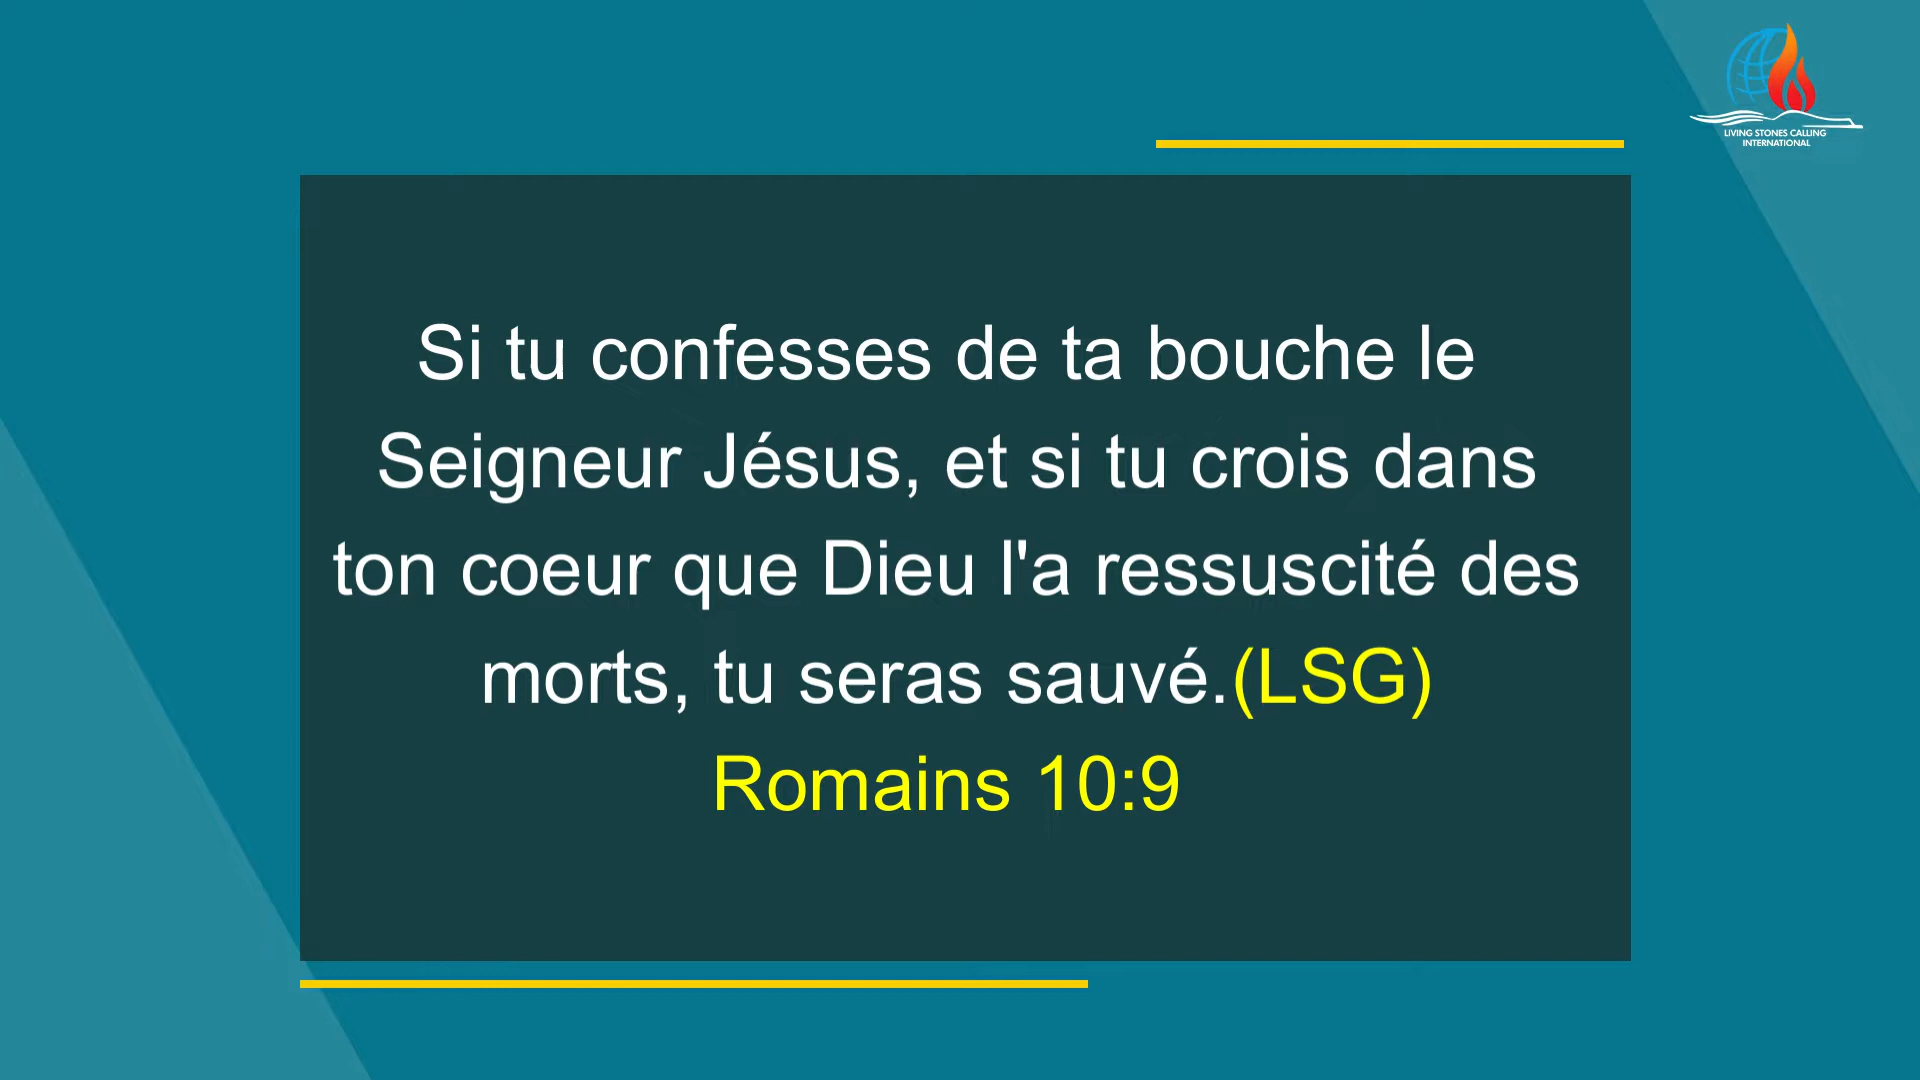 LIVING STONES CALLING
INTERNATIONAL
Si tu confesses de ta bouche le
Seigneur Jésus, et si tu crois dans
ton coeur que Dieu l'a ressuscité des
morts, tu seras sauvé.(LSG)
Romains 10:9